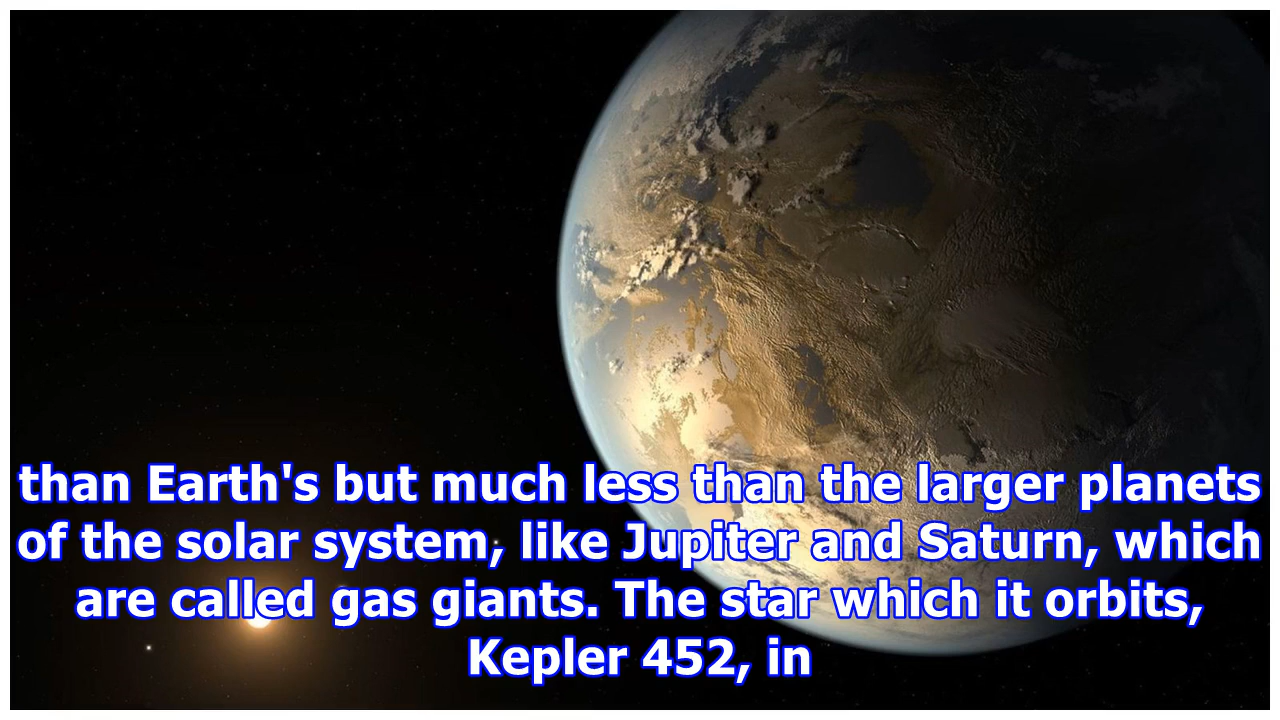 than Earth's but much less than the larger planets
of the solar system, like Jupiter and Saturn, which
are called gas giants. The star which it orbits,
Kepler 452, in